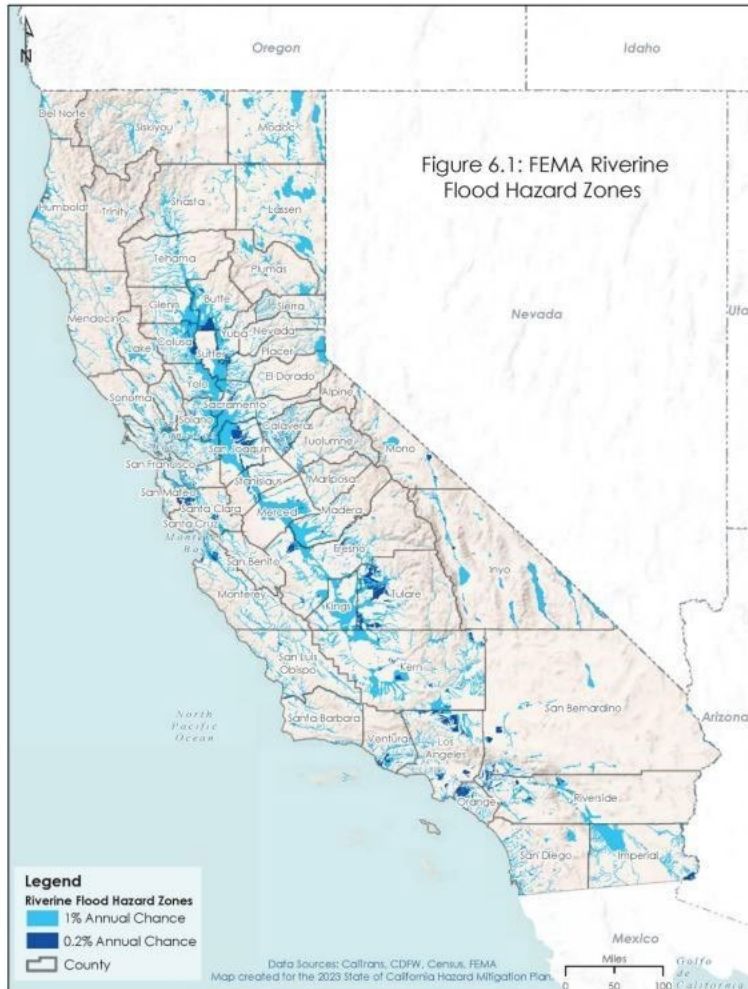 Oregon
Idaho
N
Del Norte
Siskiyou
Modoc
Figure 6.1: FEMA Riverine
Flood Hazard Zones
Humboldt
Trinity
Shasta
Lassen
Tehama
Plumas
Glenn
Butte
Sierra
Mendocino
Nevada
Yuba
Nevada
Uta
Lake
Colusa
Sutter
Placer
Yolo
El Dorado
Sonoma
Sacramento
Alpine
Solano
Calaveras
Tuolumne
Mono
San Joaquin
San Francisco
Stanislaus
Mariposa
San Mateo
Santa Clara
Merced
Madera
Santa Cruz
Fresno
Inyo
San Benito
Tulare
Monterey
Kings
San Luis
Obispo
Kern
San Bernardino
North
Pacific
Ocean
Santa Barbara
Arizona
Ventura
Los
Angeles
Orange
Riverside
San Diego
Imperial
Legend
Riverine Flood Hazard Zones
1% Annual Chance
0.2% Annual Chance
County
Mexico
Data Sources: CalTrans, CDFW, Census, FEMA
Map created for the 2023 State of California Hazard Mitigation Plan.
Miles
0 50 100
Golfo
de
California